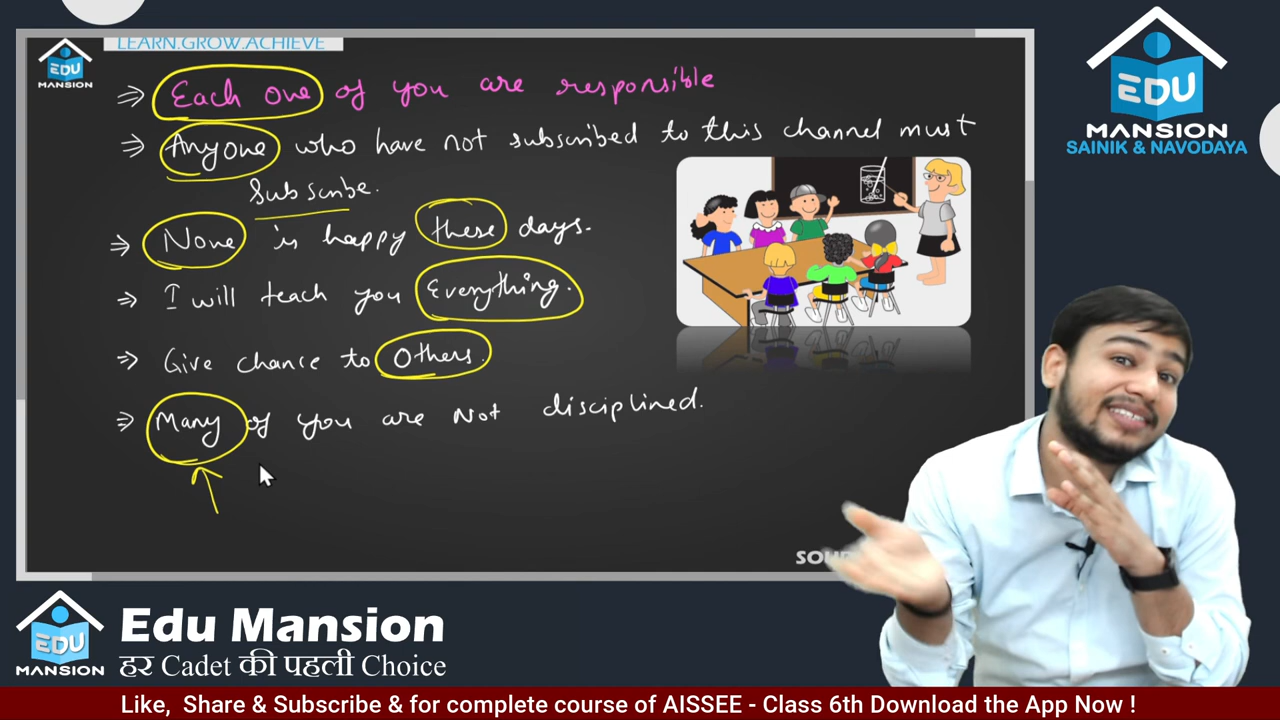 LEARN.GROW.ACHIEVE
EDU
MANSION
⇒ Each one of you are responsible
⇒ Anyone who have not subscribed to this channel must
Subscribe.
⇒ None is happy these days.
⇒ I will teach you Everything.
⇒ Give chance to Others.
⇒ Many of you are Not disciplined.
EDU
MANSION
SAINIK & NAVODAYA
EDU
MANSION
Edu Mansion
हर Cadet की पहली Choice
Like, Share & Subscribe & for complete course of AISSEE - Class 6th Download the App Now !